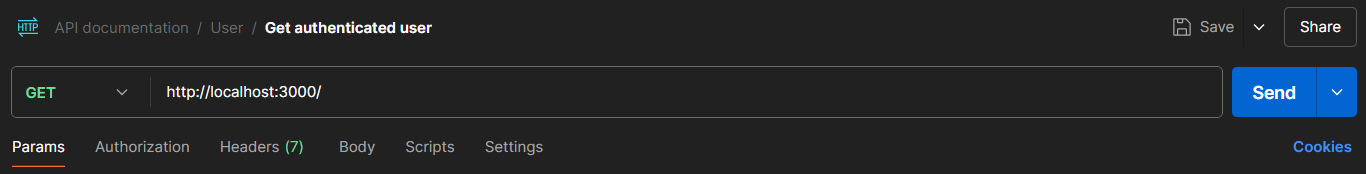 HTTP API documentation / User / Get authenticated user Save Share
GET http://localhost:3000/ Send
Params Authorization Headers (7) Body Scripts Settings Cookies